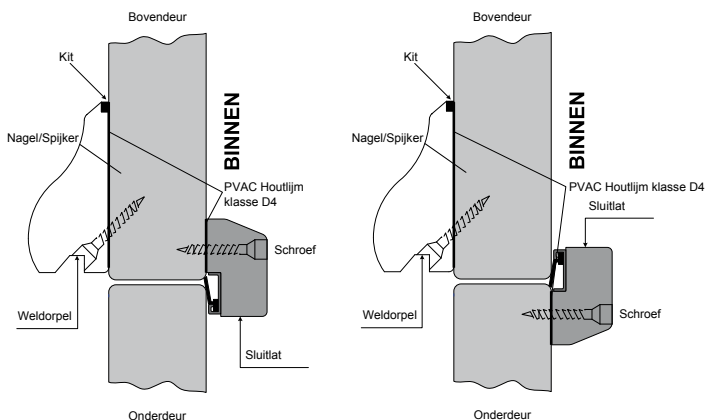 Bovendeur
Kit
Nagel/Spijker
BINNEN
PVAC Houtlijm
klasse D4
Schroef
Weldorpel
Sluitlat
Onderdeur
Bovendeur
Kit
Nagel/Spijker
BINNEN
PVAC Houtlijm klasse D4
Sluitlat
Schroef
Weldorpel
Onderdeur